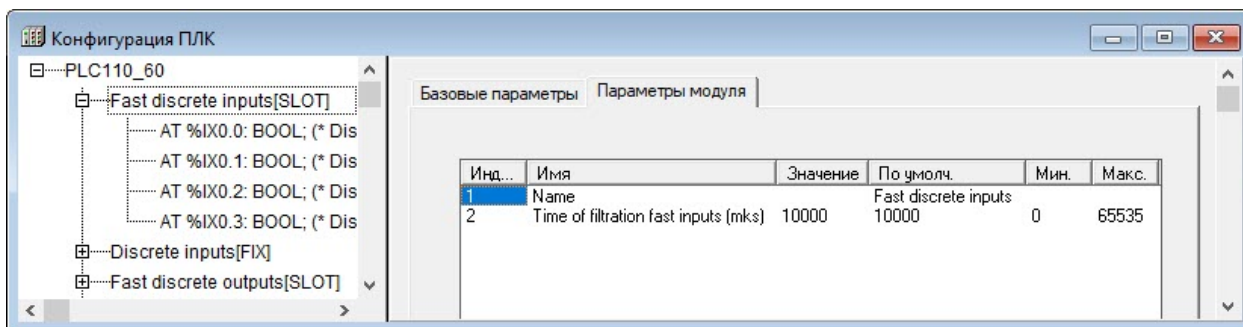 Конфигурация ПЛК
PLC110_60
Fast discrete inputs[SLOT]
AT %IX0.0: BOOL; (* Dis
AT %IX0.1: BOOL; (* Dis
AT %IX0.2: BOOL; (* Dis
AT %IX0.3: BOOL; (* Dis
Discrete inputs[FIX]
Fast discrete outputs[SLOT]
Базовые параметры Параметры модуля
Инд... Имя Значение По умолч. Мин. Макс.
1 Name Fast discrete inputs
2 Time of filtration fast inputs (mks) 10000 10000 0 65535